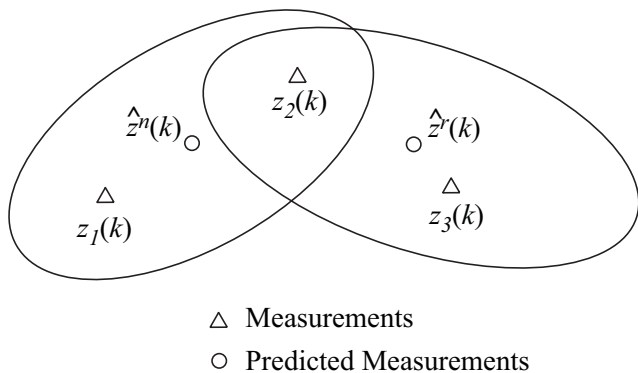 z₂(k)
ẑⁿ(k)
ẑʳ(k)
z₁(k)
z₃(k)
Measurements
Predicted Measurements